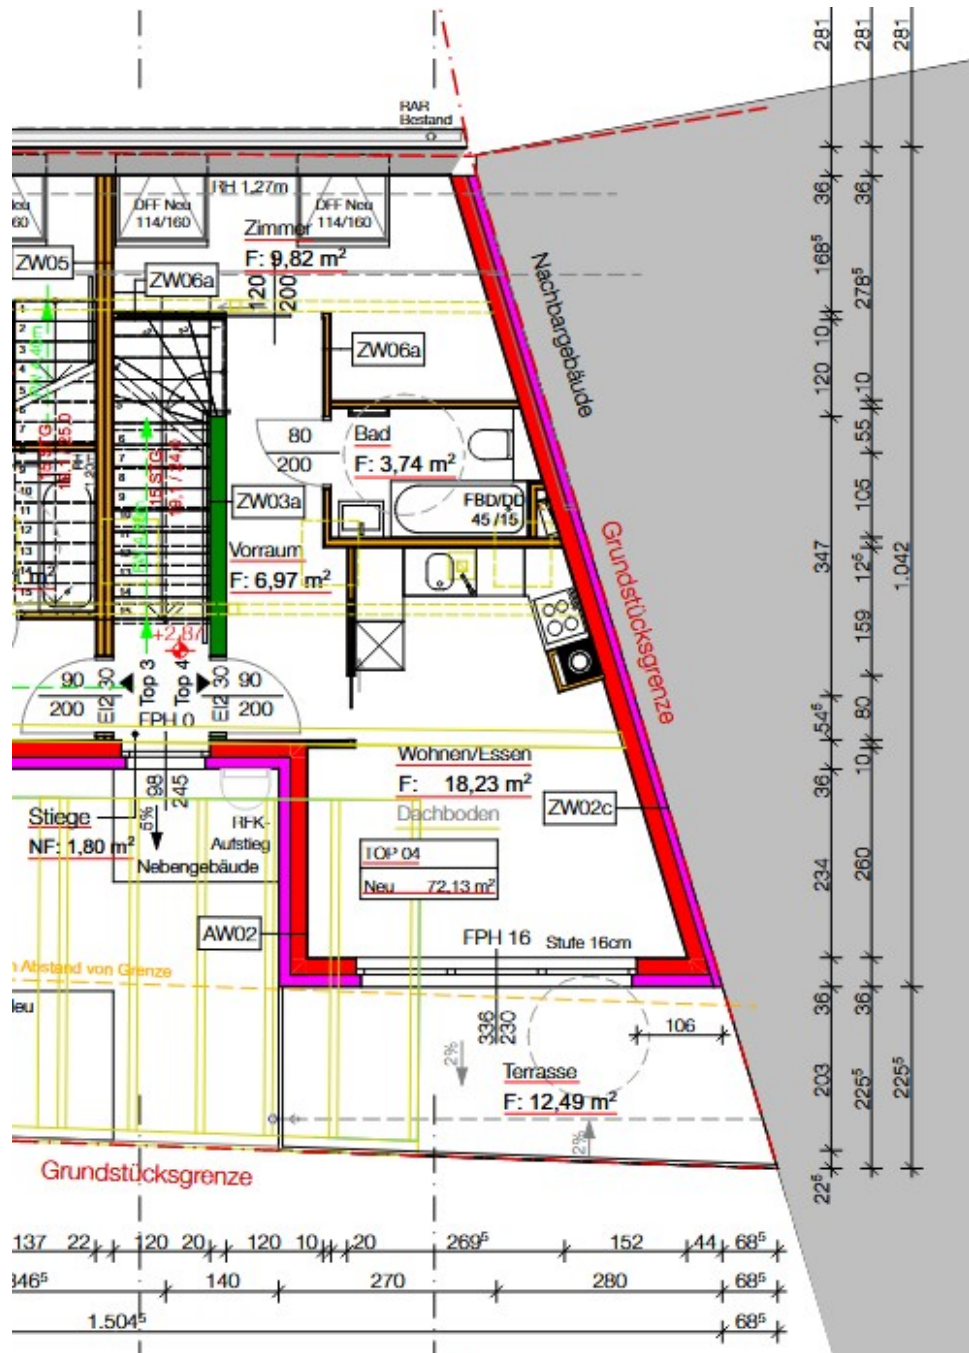 281
281
281
RAR
Bestand
RH 1,27m
DFF Neu
114/160
DFF Neu
114/160
Zimmer
F: 9,82 m²
ZW05
ZW06a
120
200
ZW06a
Nachbargebäude
36
36
168⁵
278⁵
10
120
10
55
105
347
12⁵
1.042
159
54⁵
80
10
36
234
260
36
36
203
225⁵
225⁵
22⁵
80
200
Bad
F: 3,74 m²
FBD/DD
45 /15
ZW03a
15 STG
Vorraum
F: 6,97 m²
Grundstücksgrenze
+2,87
90
200
EI2 30
Top 3
Top 4
EI2 30
90
200
FPH 0
Wohnen/Essen
F: 18,23 m²
Dachboden
ZW02c
TOP 04
Neu 72,13 m²
Stiege
NF: 1,80 m²
5%
98
245
RFK-
Aufstieg
Nebengebäude
AW02
FPH 16
Stufe 16cm
Abstand von Grenze
336
230
106
2%
Terrasse
F: 12,49 m²
2%
Grundstücksgrenze
137 22 120 20 120 10 20 269⁵ 152 44 68⁵
346⁵ 140 270 280 68⁵
1.504⁵ 68⁵